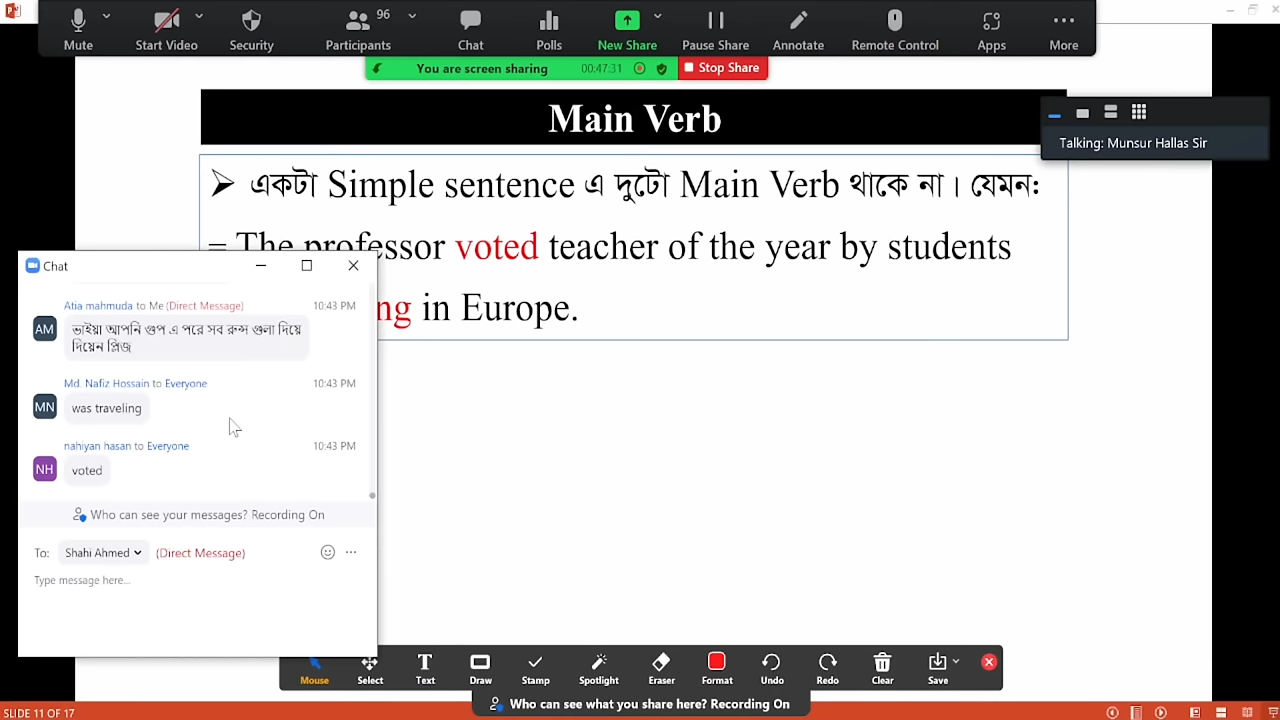 96
Mute
Start Video
Security
Participants
Chat
Polls
New Share
Pause Share
Annotate
Remote Control
Apps
More
You are screen sharing
00:47:31
Stop Share
Main Verb
Talking: Munsur Hallas Sir
➢ একটা Simple sentence এ দুটো Main Verb থাকে না। যেমন:
= The professor voted teacher of the year by students
ng in Europe.
Chat
Atia mahmuda to Me (Direct Message) 10:43 PM
AM
ভাইয়া আপনি গুপ এ পরে সব রুন্স গুলা দিয়ে
দিয়েন প্লিজ
Md. Nafiz Hossain to Everyone 10:43 PM
MN
was traveling
nahiyan hasan to Everyone 10:43 PM
NH
voted
Who can see your messages? Recording On
To: Shahi Ahmed (Direct Message)
Type message here...
Mouse
Select
Text
Draw
Stamp
Spotlight
Eraser
Format
Undo
Redo
Clear
Save
Who can see what you share here? Recording On
SLIDE 11 OF 17